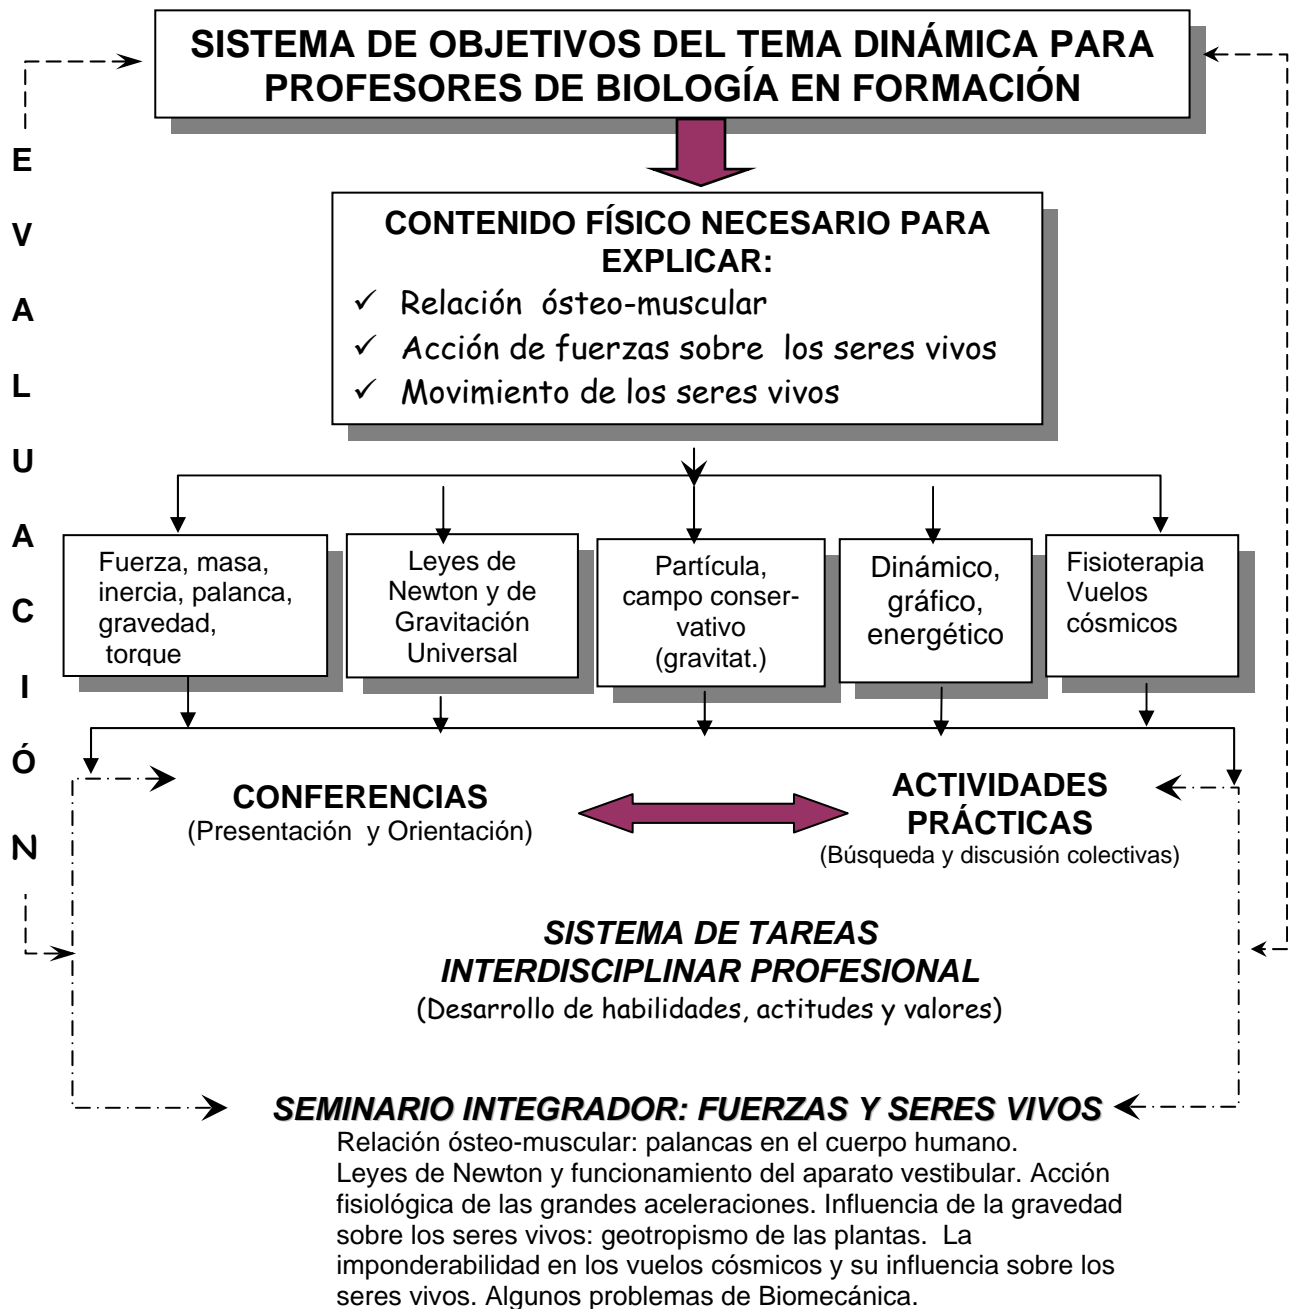 SISTEMA DE OBJETIVOS DEL TEMA DINÁMICA PARA
PROFESORES DE BIOLOGÍA EN FORMACIÓN
E
V
A
L
U
A
C
I
Ó
N
CONTENIDO FÍSICO NECESARIO PARA
EXPLICAR:
✓ Relación ósteo-muscular
✓ Acción de fuerzas sobre los seres vivos
✓ Movimiento de los seres vivos
Fuerza, masa,
inercia, palanca,
gravedad,
torque
Leyes de
Newton y de
Gravitación
Universal
Partícula,
campo conser-
vativo
(gravitat.)
Dinámico,
gráfico,
energético
Fisioterapia
Vuelos
cósmicos
CONFERENCIAS
(Presentación y Orientación)
ACTIVIDADES
PRÁCTICAS
(Búsqueda y discusión colectivas)
SISTEMA DE TAREAS
INTERDISCIPLINAR PROFESIONAL
(Desarrollo de habilidades, actitudes y valores)
SEMINARIO INTEGRADOR: FUERZAS Y SERES VIVOS
Relación ósteo-muscular: palancas en el cuerpo humano.
Leyes de Newton y funcionamiento del aparato vestibular. Acción
fisiológica de las grandes aceleraciones. Influencia de la gravedad
sobre los seres vivos: geotropismo de las plantas. La
imponderabilidad en los vuelos cósmicos y su influencia sobre los
seres vivos. Algunos problemas de Biomecánica.